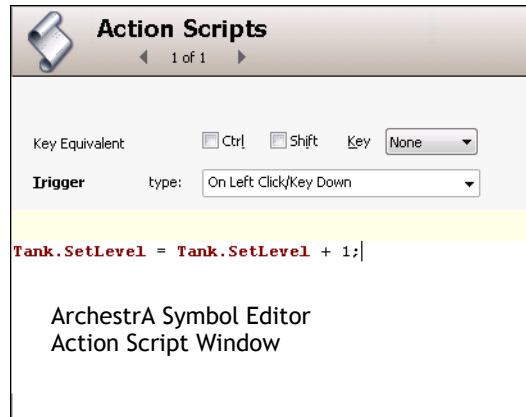 Action Scripts
1 of 1
Key Equivalent Ctrl Shift Key None
Trigger type: On Left Click/Key Down
Tank.SetLevel = Tank.SetLevel + 1;
ArchestrA Symbol Editor
Action Script Window